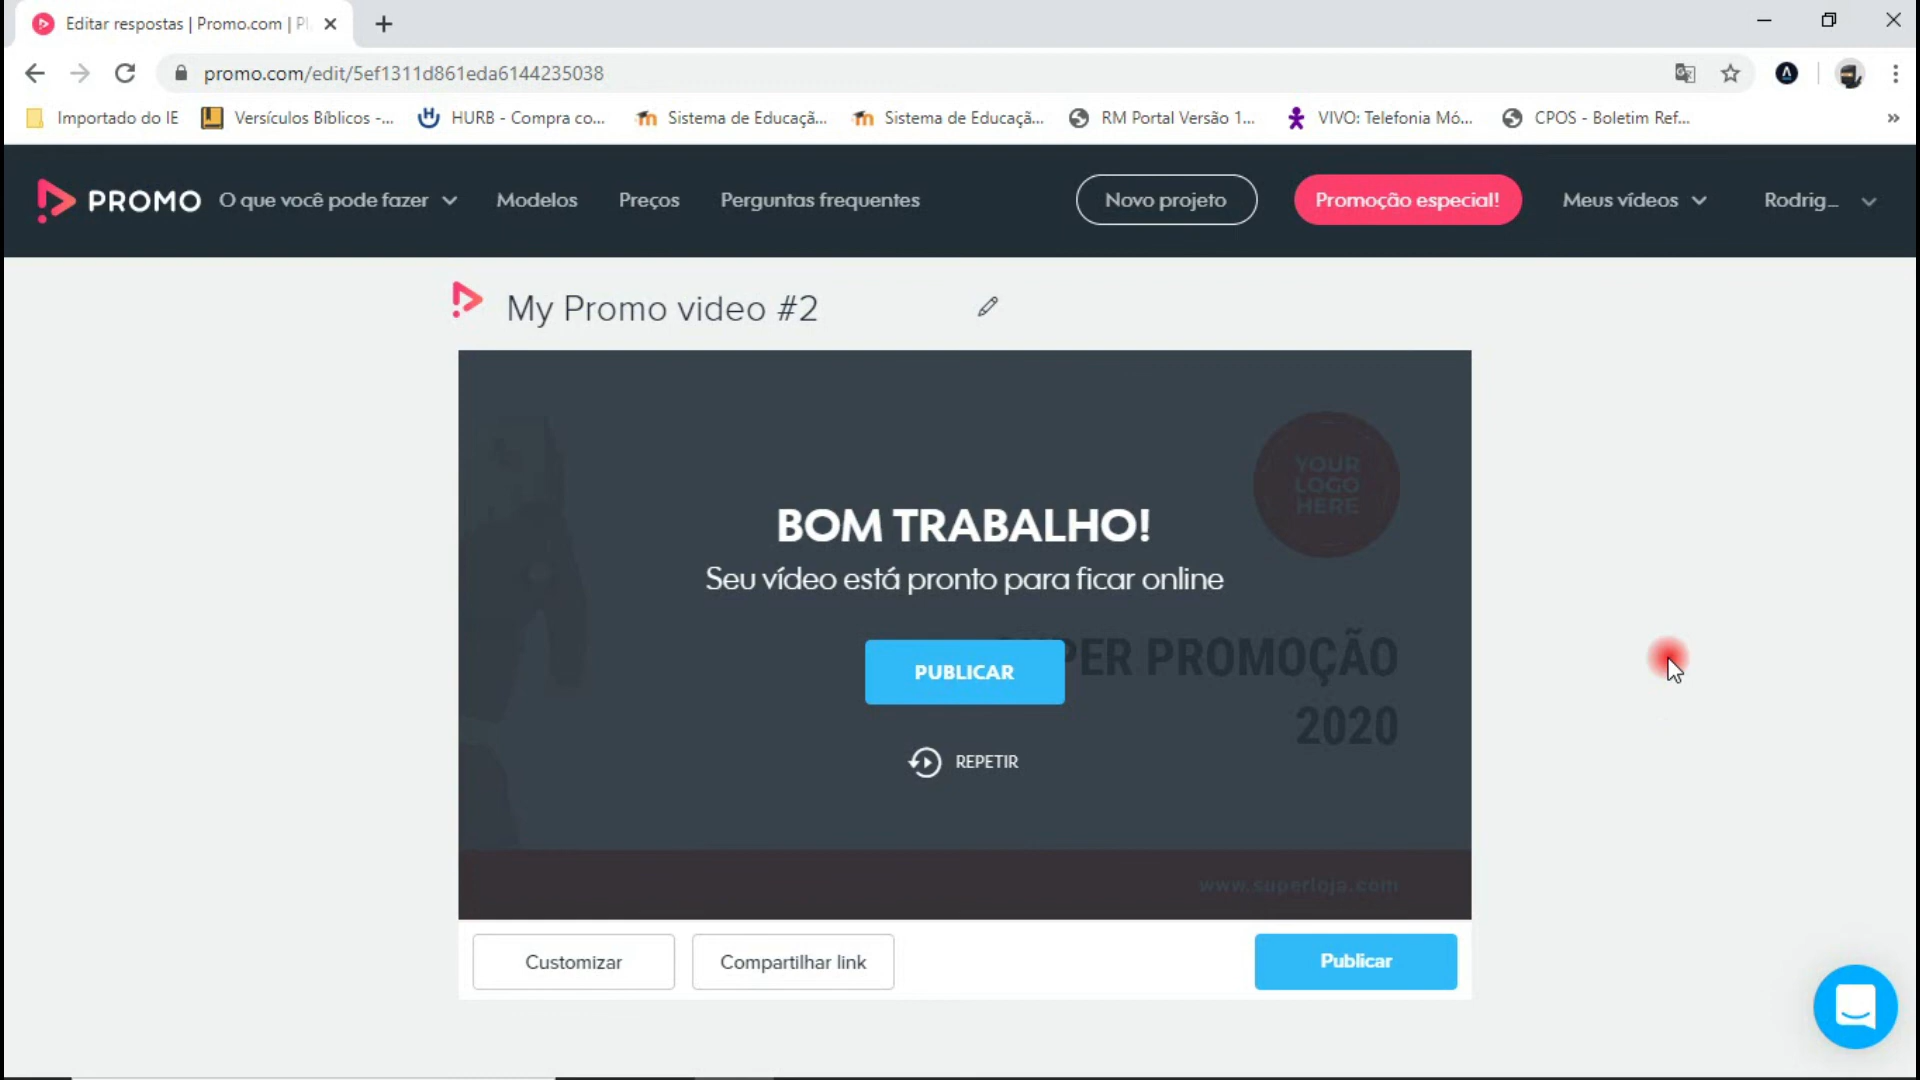 Editar respostas | Promo.com | Pl
promo.com/edit/5ef1311d861eda6144235038
Importado do IE
Versículos Bíblicos -...
HURB - Compra co...
Sistema de Educaçã...
Sistema de Educaçã...
RM Portal Versão 1...
VIVO: Telefonia Mó...
CPOS - Boletim Ref...
PROMO
O que você pode fazer
Modelos
Preços
Perguntas frequentes
Novo projeto
Promoção especial!
Meus vídeos
Rodrig...
My Promo video #2
YOUR
LOGO
HERE
BOM TRABALHO!
Seu vídeo está pronto para ficar online
PUBLICAR
PER PROMOÇÃO
2020
REPETIR
www.superloja.com
Customizar
Compartilhar link
Publicar